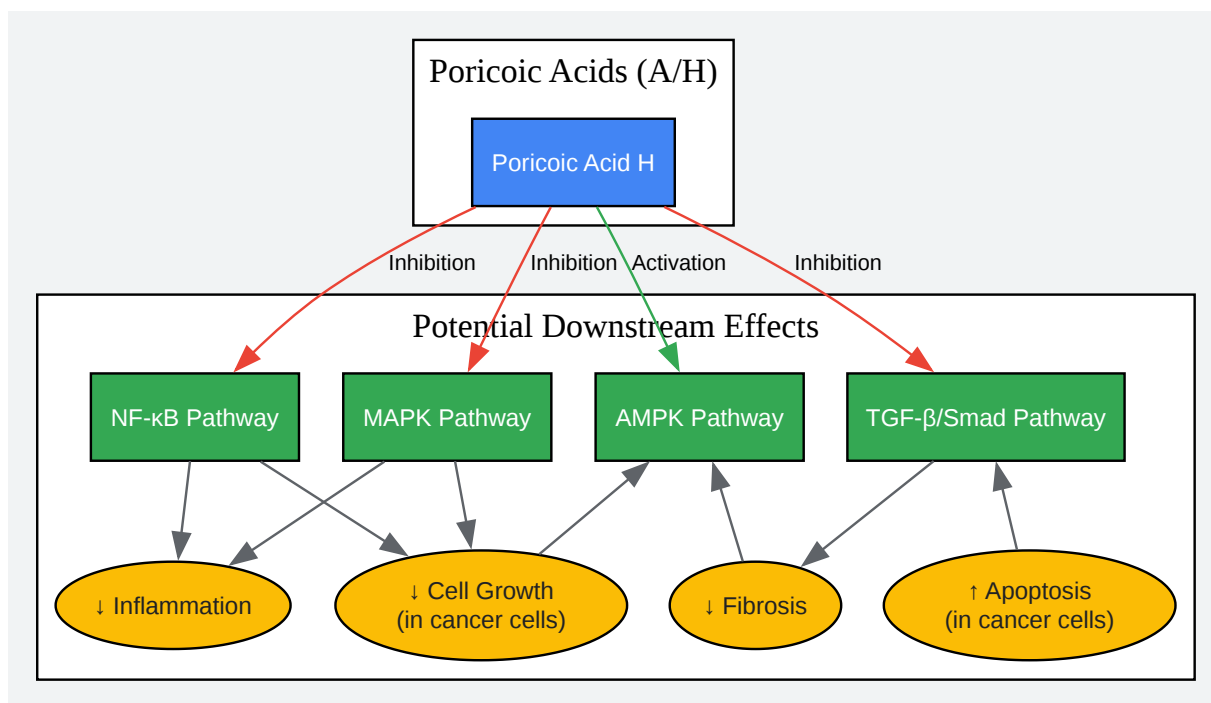 Poricoic Acids (A/H)
Poricoic Acid H
Inhibition
Inhibition
Activation
Inhibition
Potential Downstream Effects
NF-κB Pathway
MAPK Pathway
AMPK Pathway
TGF-β/Smad Pathway
↓ Inflammation
↓ Cell Growth
(in cancer cells)
↓ Fibrosis
↑ Apoptosis
(in cancer cells)